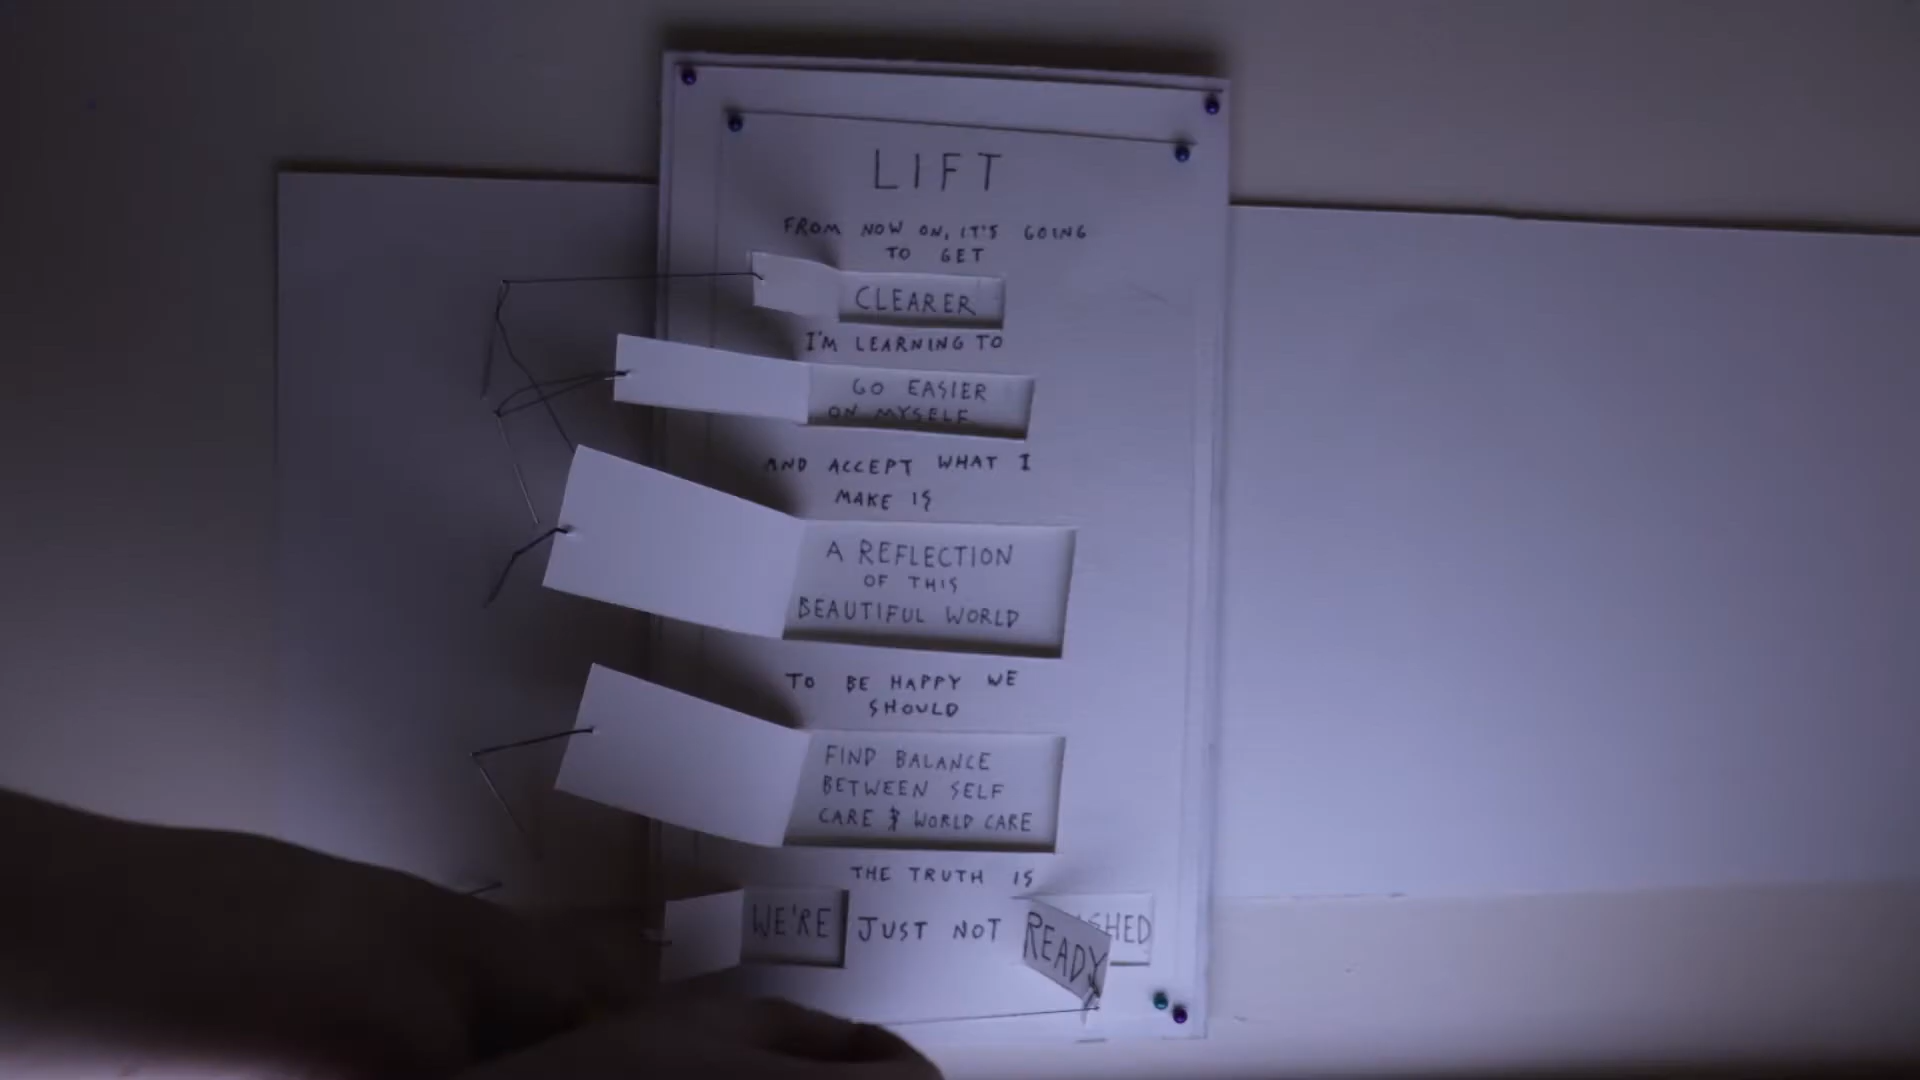 LIFT
FROM NOW ON, IT'S GOING
TO GET
CLEARER
I'M LEARNING TO
GO EASIER
ON MYSELF
AND ACCEPT WHAT I
MAKE IS
A REFLECTION
OF THIS
BEAUTIFUL WORLD
TO BE HAPPY WE
SHOULD
FIND BALANCE
BETWEEN SELF
CARE & WORLD CARE
THE TRUTH IS
WE'RE JUST NOT READY